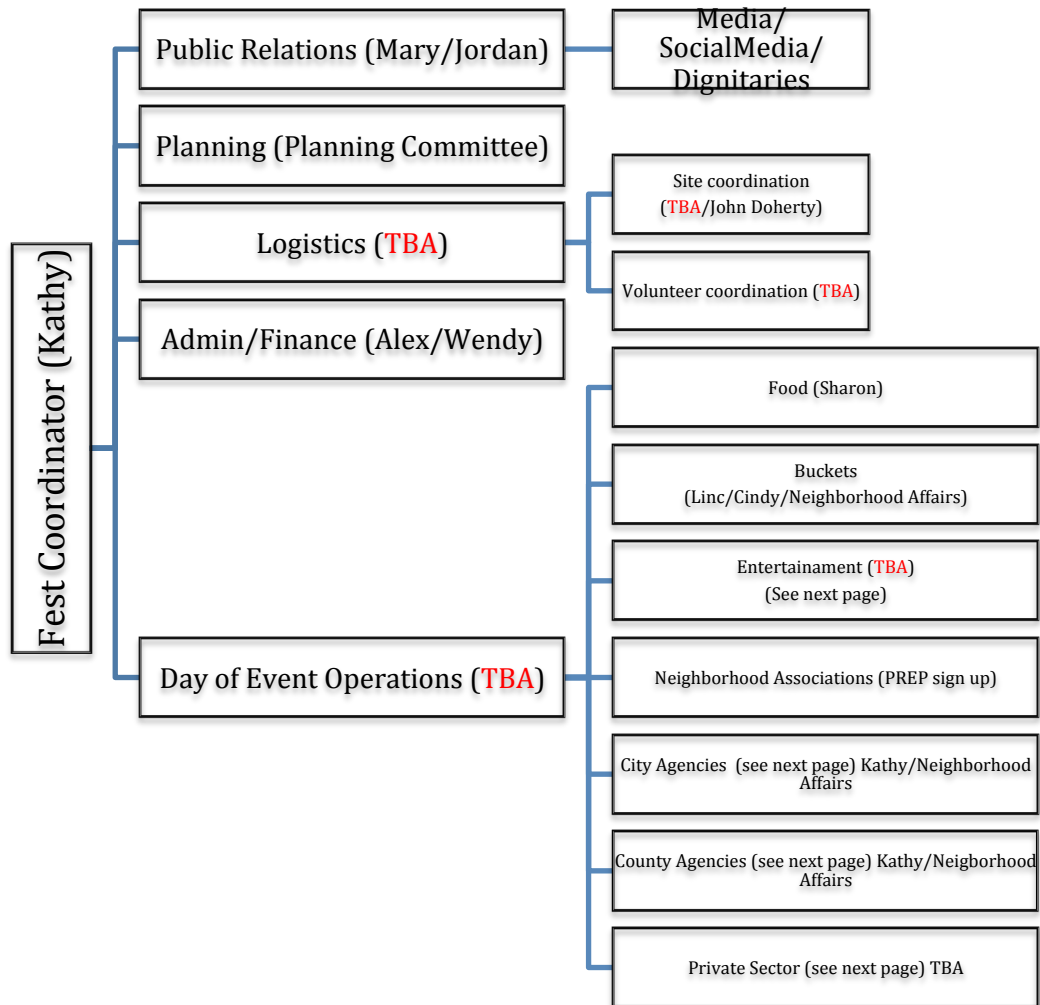 Fest Coordinator (Kathy)
Public Relations (Mary/Jordan)
Media/
SocialMedia/
Dignitaries
Planning (Planning Committee)
Logistics (TBA)
Site coordination
(TBA/John Doherty)
Volunteer coordination (TBA)
Admin/Finance (Alex/Wendy)
Day of Event Operations (TBA)
Food (Sharon)
Buckets
(Linc/Cindy/Neighborhood Affairs)
Entertainament (TBA)
(See next page)
Neighborhood Associations (PREP sign up)
City Agencies (see next page) Kathy/Neighborhood
Affairs
County Agencies (see next page) Kathy/Neigborhood
Affairs
Private Sector (see next page) TBA